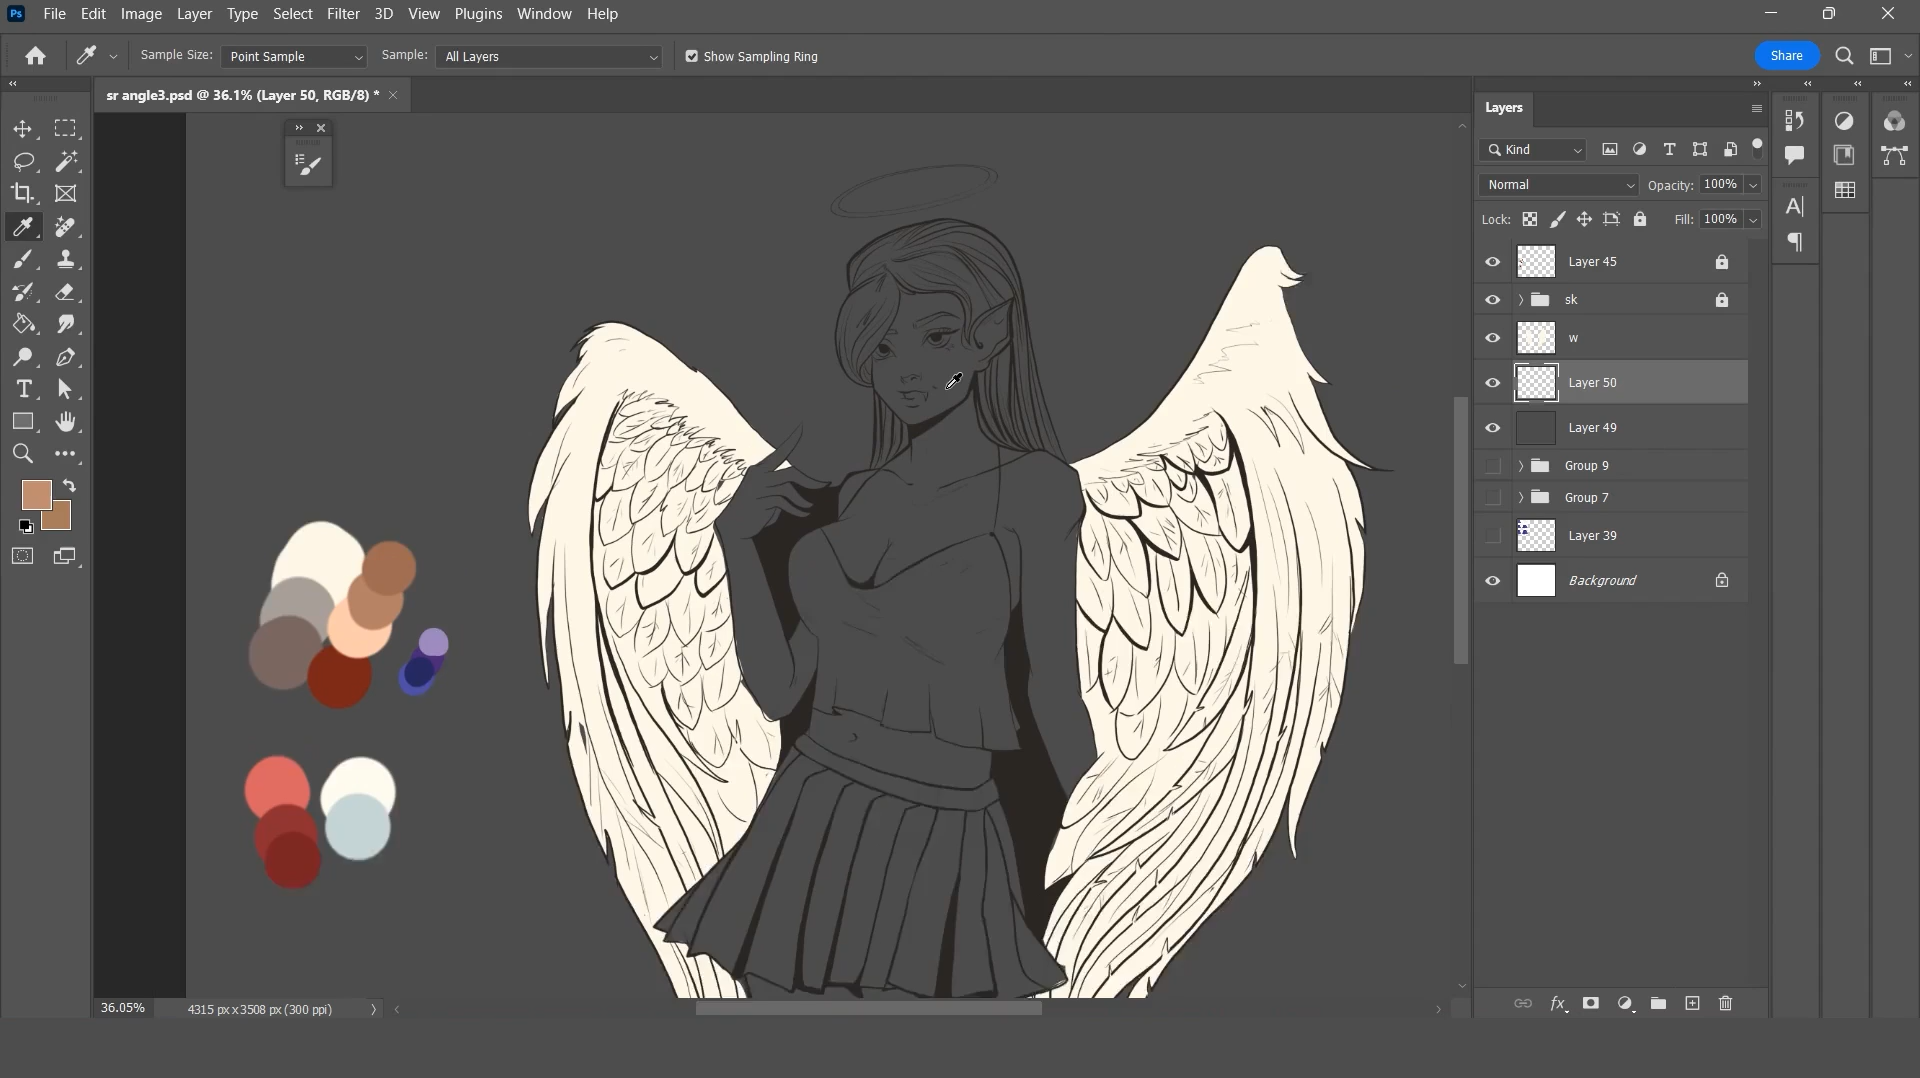 Ps File Edit Image Layer Type Select Filter 3D View Plugins Window Help
Sample Size: Point Sample Sample: All Layers Show Sampling Ring Share
sr angle3.psd @ 36.1% (Layer 50, RGB/8) *
Layers
Kind
Normal Opacity: 100%
Lock: Fill: 100%
Layer 45
sk
w
Layer 50
Layer 49
Group 9
Group 7
Layer 39
Background
36.05% 4315 px x 3508 px (300 ppi)